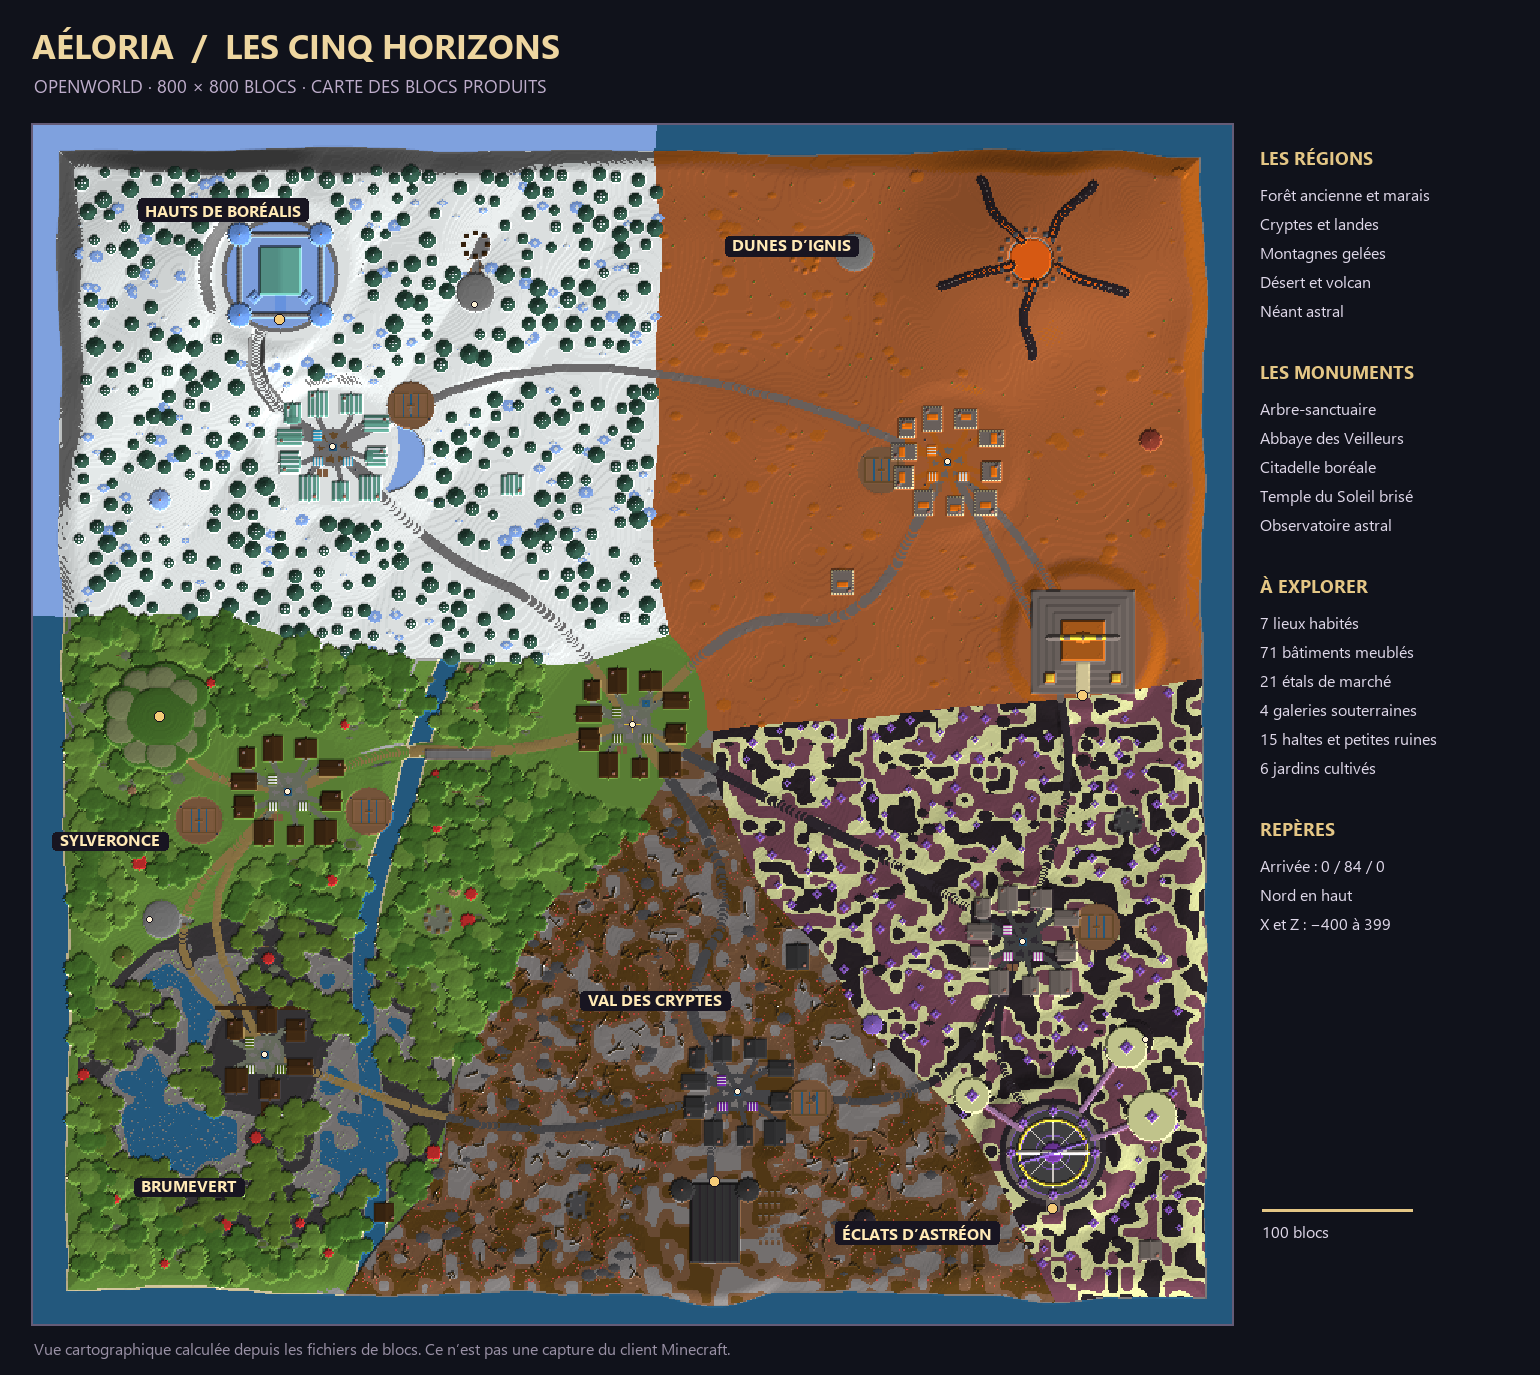 AÉLORIA / LES CINQ HORIZONS
OPENWORLD · 800 × 800 BLOCS · CARTE DES BLOCS PRODUITS
HAUTS DE BORÉALIS
DUNES D’IGNIS
SYLVERONCE
VAL DES CRYPTES
BRUMEVERT
ÉCLATS D’ASTRÉON
LES RÉGIONS
Forêt ancienne et marais
Cryptes et landes
Montagnes gelées
Désert et volcan
Néant astral
LES MONUMENTS
Arbre-sanctuaire
Abbaye des Veilleurs
Citadelle boréale
Temple du Soleil brisé
Observatoire astral
À EXPLORER
7 lieux habités
71 bâtiments meublés
21 étals de marché
4 galeries souterraines
15 haltes et petites ruines
6 jardins cultivés
REPÈRES
Arrivée : 0 / 84 / 0
Nord en haut
X et Z : −400 à 399
100 blocs
Vue cartographique calculée depuis les fichiers de blocs. Ce n’est pas une capture du client Minecraft.